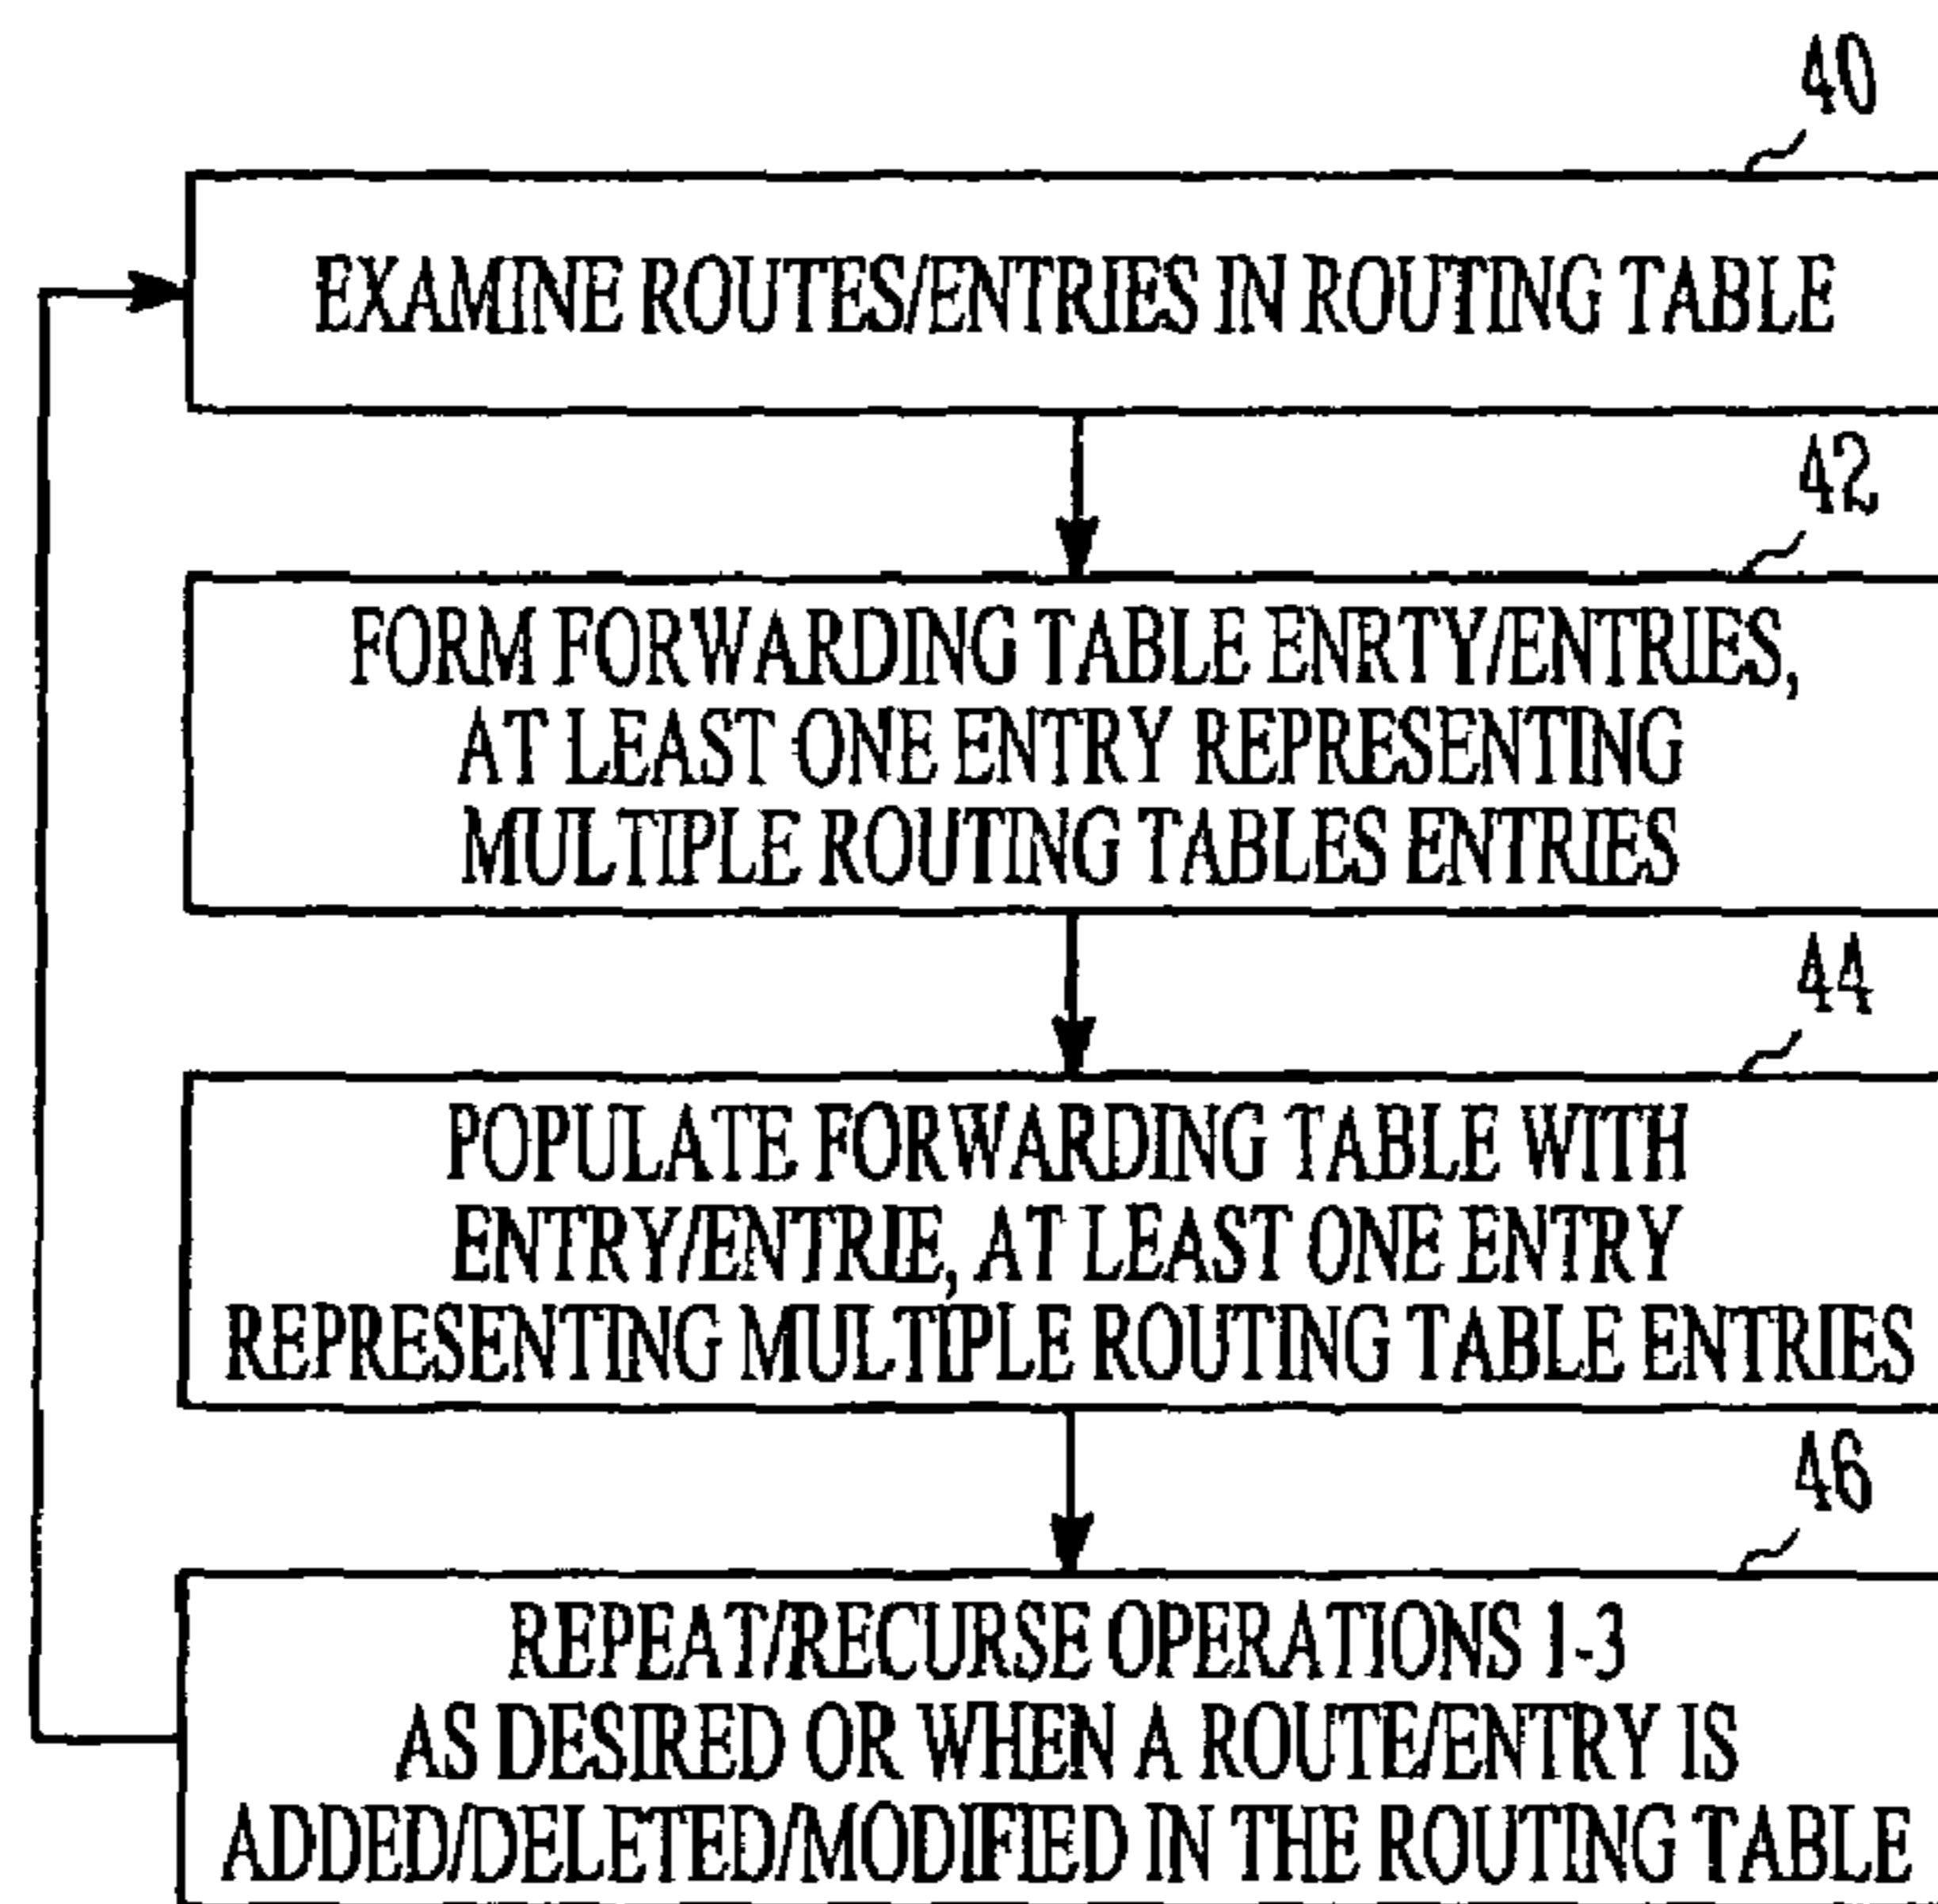 40
EXAMINE ROUTES/ENTRIES IN ROUTING TABLE
42
FORM FORWARDING TABLE ENRTY/ENTRIES,
AT LEAST ONE ENTRY REPRESENTING
MULTIPLE ROUTING TABLES ENTRIES
44
POPULATE FORWARDING TABLE WITH
ENTRY/ENTRIE, AT LEAST ONE ENTRY
REPRESENTING MULTIPLE ROUTING TABLE ENTRIES
46
REPEAT/RECURSE OPERATIONS 1-3
AS DESIRED OR WHEN A ROUTE/ENTRY IS
ADDED/DELETED/MODIFIED IN THE ROUTING TABLE